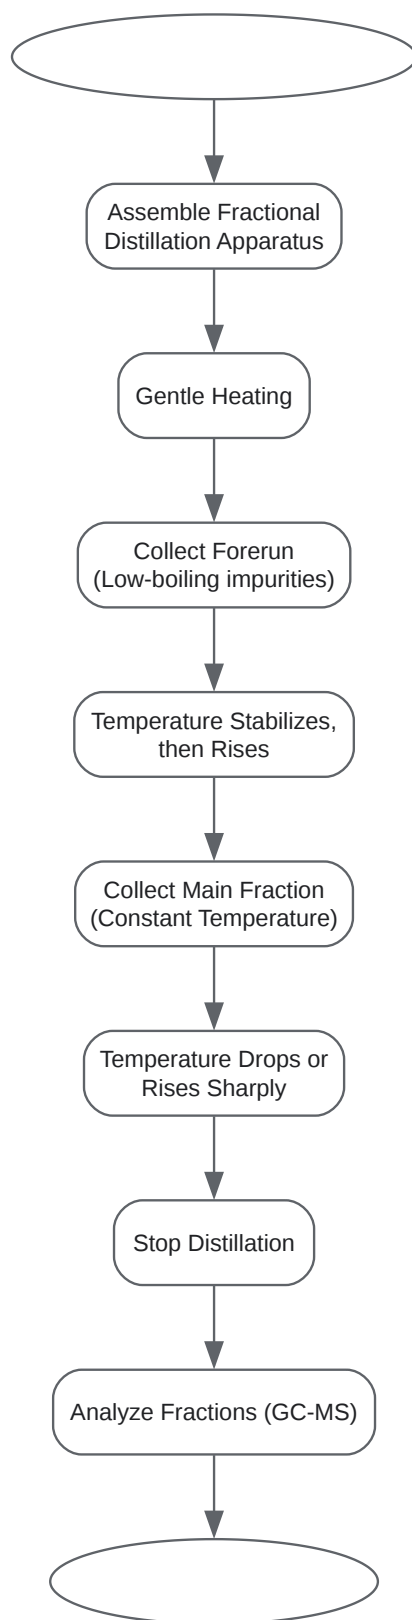 Assemble Fractional
Distillation Apparatus
Gentle Heating
Collect Forerun
(Low-boiling impurities)
Temperature Stabilizes,
then Rises
Collect Main Fraction
(Constant Temperature)
Temperature Drops or
Rises Sharply
Stop Distillation
Analyze Fractions (GC-MS)